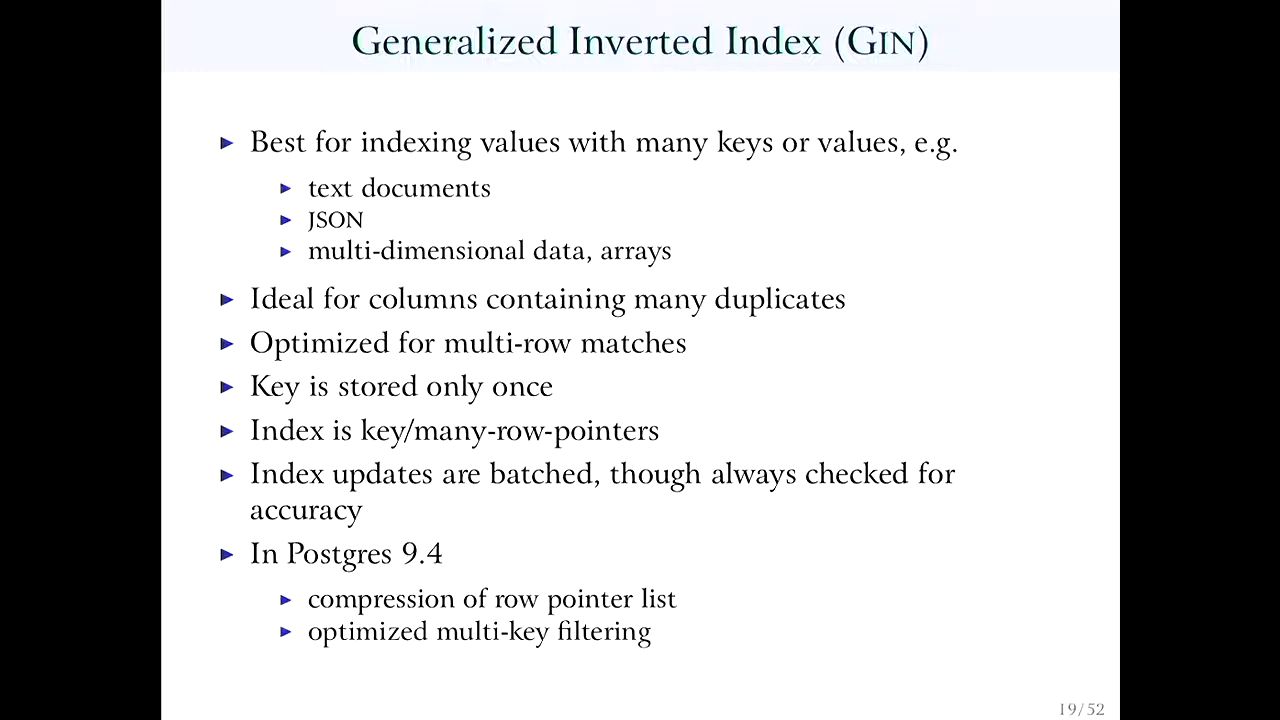 Generalized Inverted Index (GIN)
Best for indexing values with many keys or values, e.g.
text documents
JSON
multi-dimensional data, arrays
Ideal for columns containing many duplicates
Optimized for multi-row matches
Key is stored only once
Index is key/many-row-pointers
Index updates are batched, though always checked for
accuracy
In Postgres 9.4
compression of row pointer list
optimized multi-key filtering
19/52